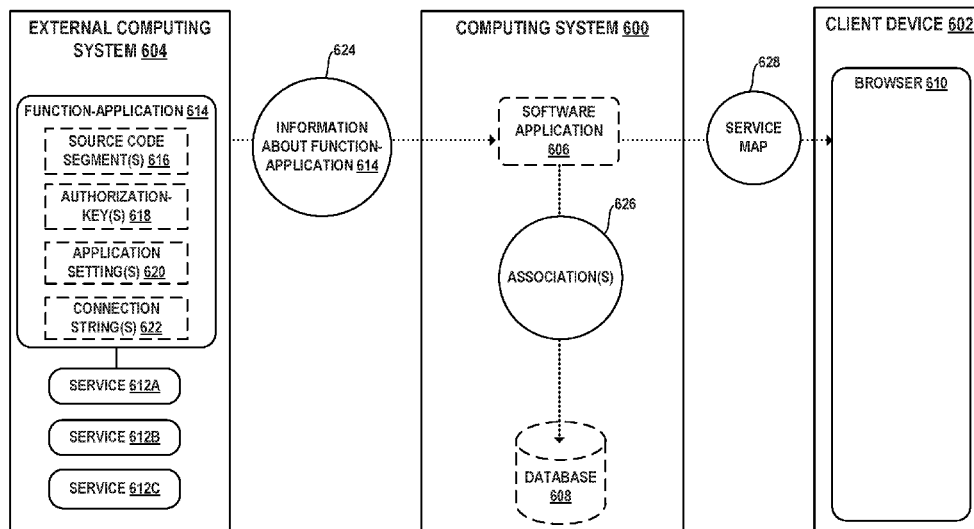 EXTERNAL COMPUTING
SYSTEM 604
FUNCTION-APPLICATION 614
SOURCE CODE
SEGMENT(S) 616
AUTHORIZATION-
KEY(S) 618
APPLICATION
SETTING(S) 620
CONNECTION
STRING(S) 622
SERVICE 612A
SERVICE 612B
SERVICE 612C
624
INFORMATION
ABOUT FUNCTION-
APPLICATION 614
COMPUTING SYSTEM 600
SOFTWARE
APPLICATION
606
626
ASSOCIATION(S)
DATABASE
608
628
SERVICE
MAP
CLIENT DEVICE 602
BROWSER 610